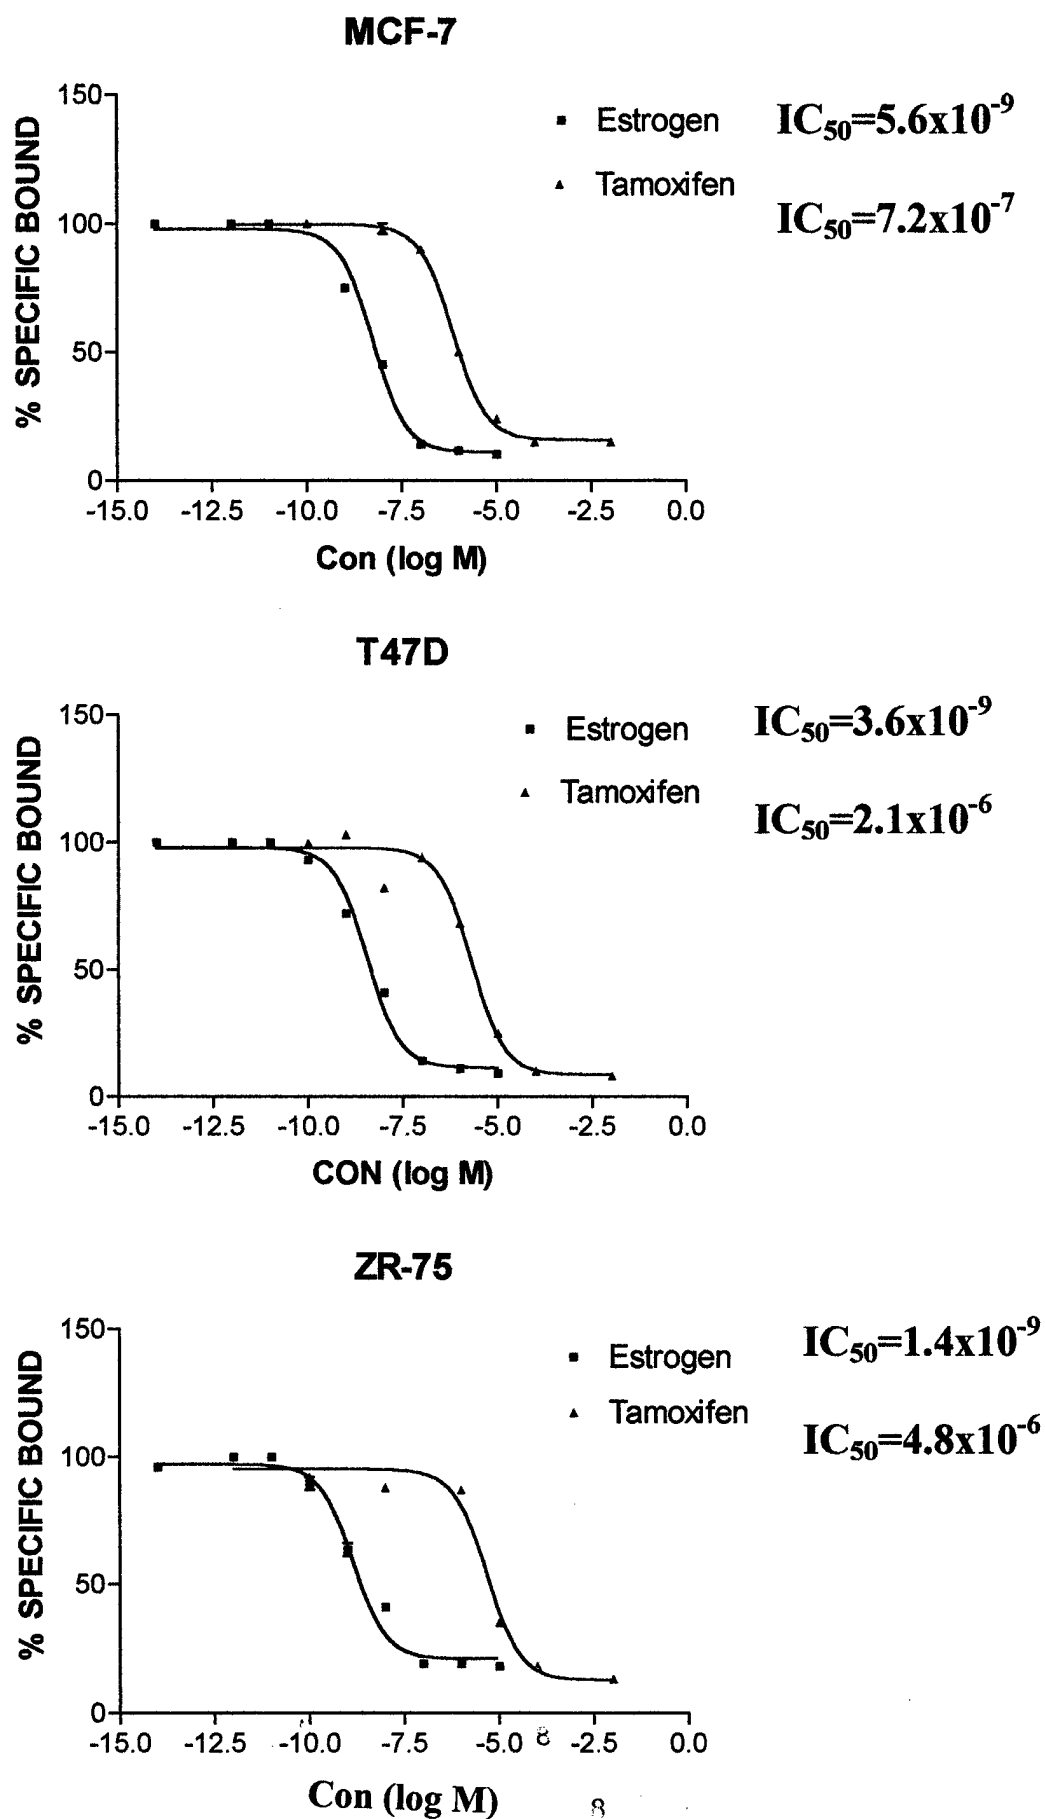 MCF-7
150
100
50
0
% SPECIFIC BOUND
Estrogen IC50=5.6x10-9
Tamoxifen IC50=7.2x10-7
-15.0 -12.5 -10.0 -7.5 -5.0 -2.5 0.0
Con (log M)
T47D
150
100
50
0
% SPECIFIC BOUND
Estrogen IC50=3.6x10-9
Tamoxifen IC50=2.1x10-6
-15.0 -12.5 -10.0 -7.5 -5.0 -2.5 0.0
CON (log M)
ZR-75
150
100
50
0
% SPECIFIC BOUND
Estrogen IC50=1.4x10-9
Tamoxifen IC50=4.8x10-6
-15.0 -12.5 -10.0 -7.5 -5.0 8 -2.5 0.0
Con (log M) 8